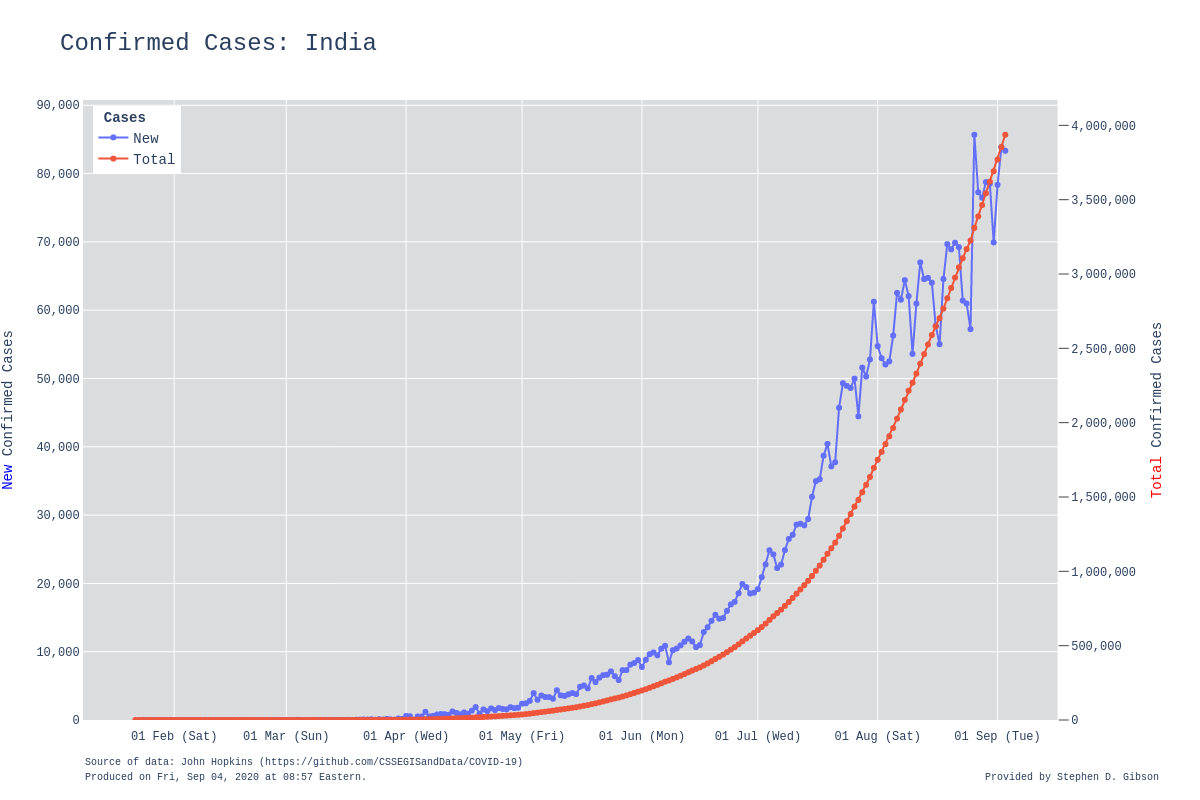 Confirmed Cases: India
Cases
New
Total
90,000
80,000
70,000
60,000
50,000
40,000
30,000
20,000
10,000
0
New Confirmed Cases
4,000,000
3,500,000
3,000,000
2,500,000
2,000,000
1,500,000
1,000,000
500,000
0
Total Confirmed Cases
01 Feb (Sat) 01 Mar (Sun) 01 Apr (Wed) 01 May (Fri) 01 Jun (Mon) 01 Jul (Wed) 01 Aug (Sat) 01 Sep (Tue)
Source of data: John Hopkins (https://github.com/CSSEGISandData/COVID-19)
Produced on Fri, Sep 04, 2020 at 08:57 Eastern.
Provided by Stephen D. Gibson